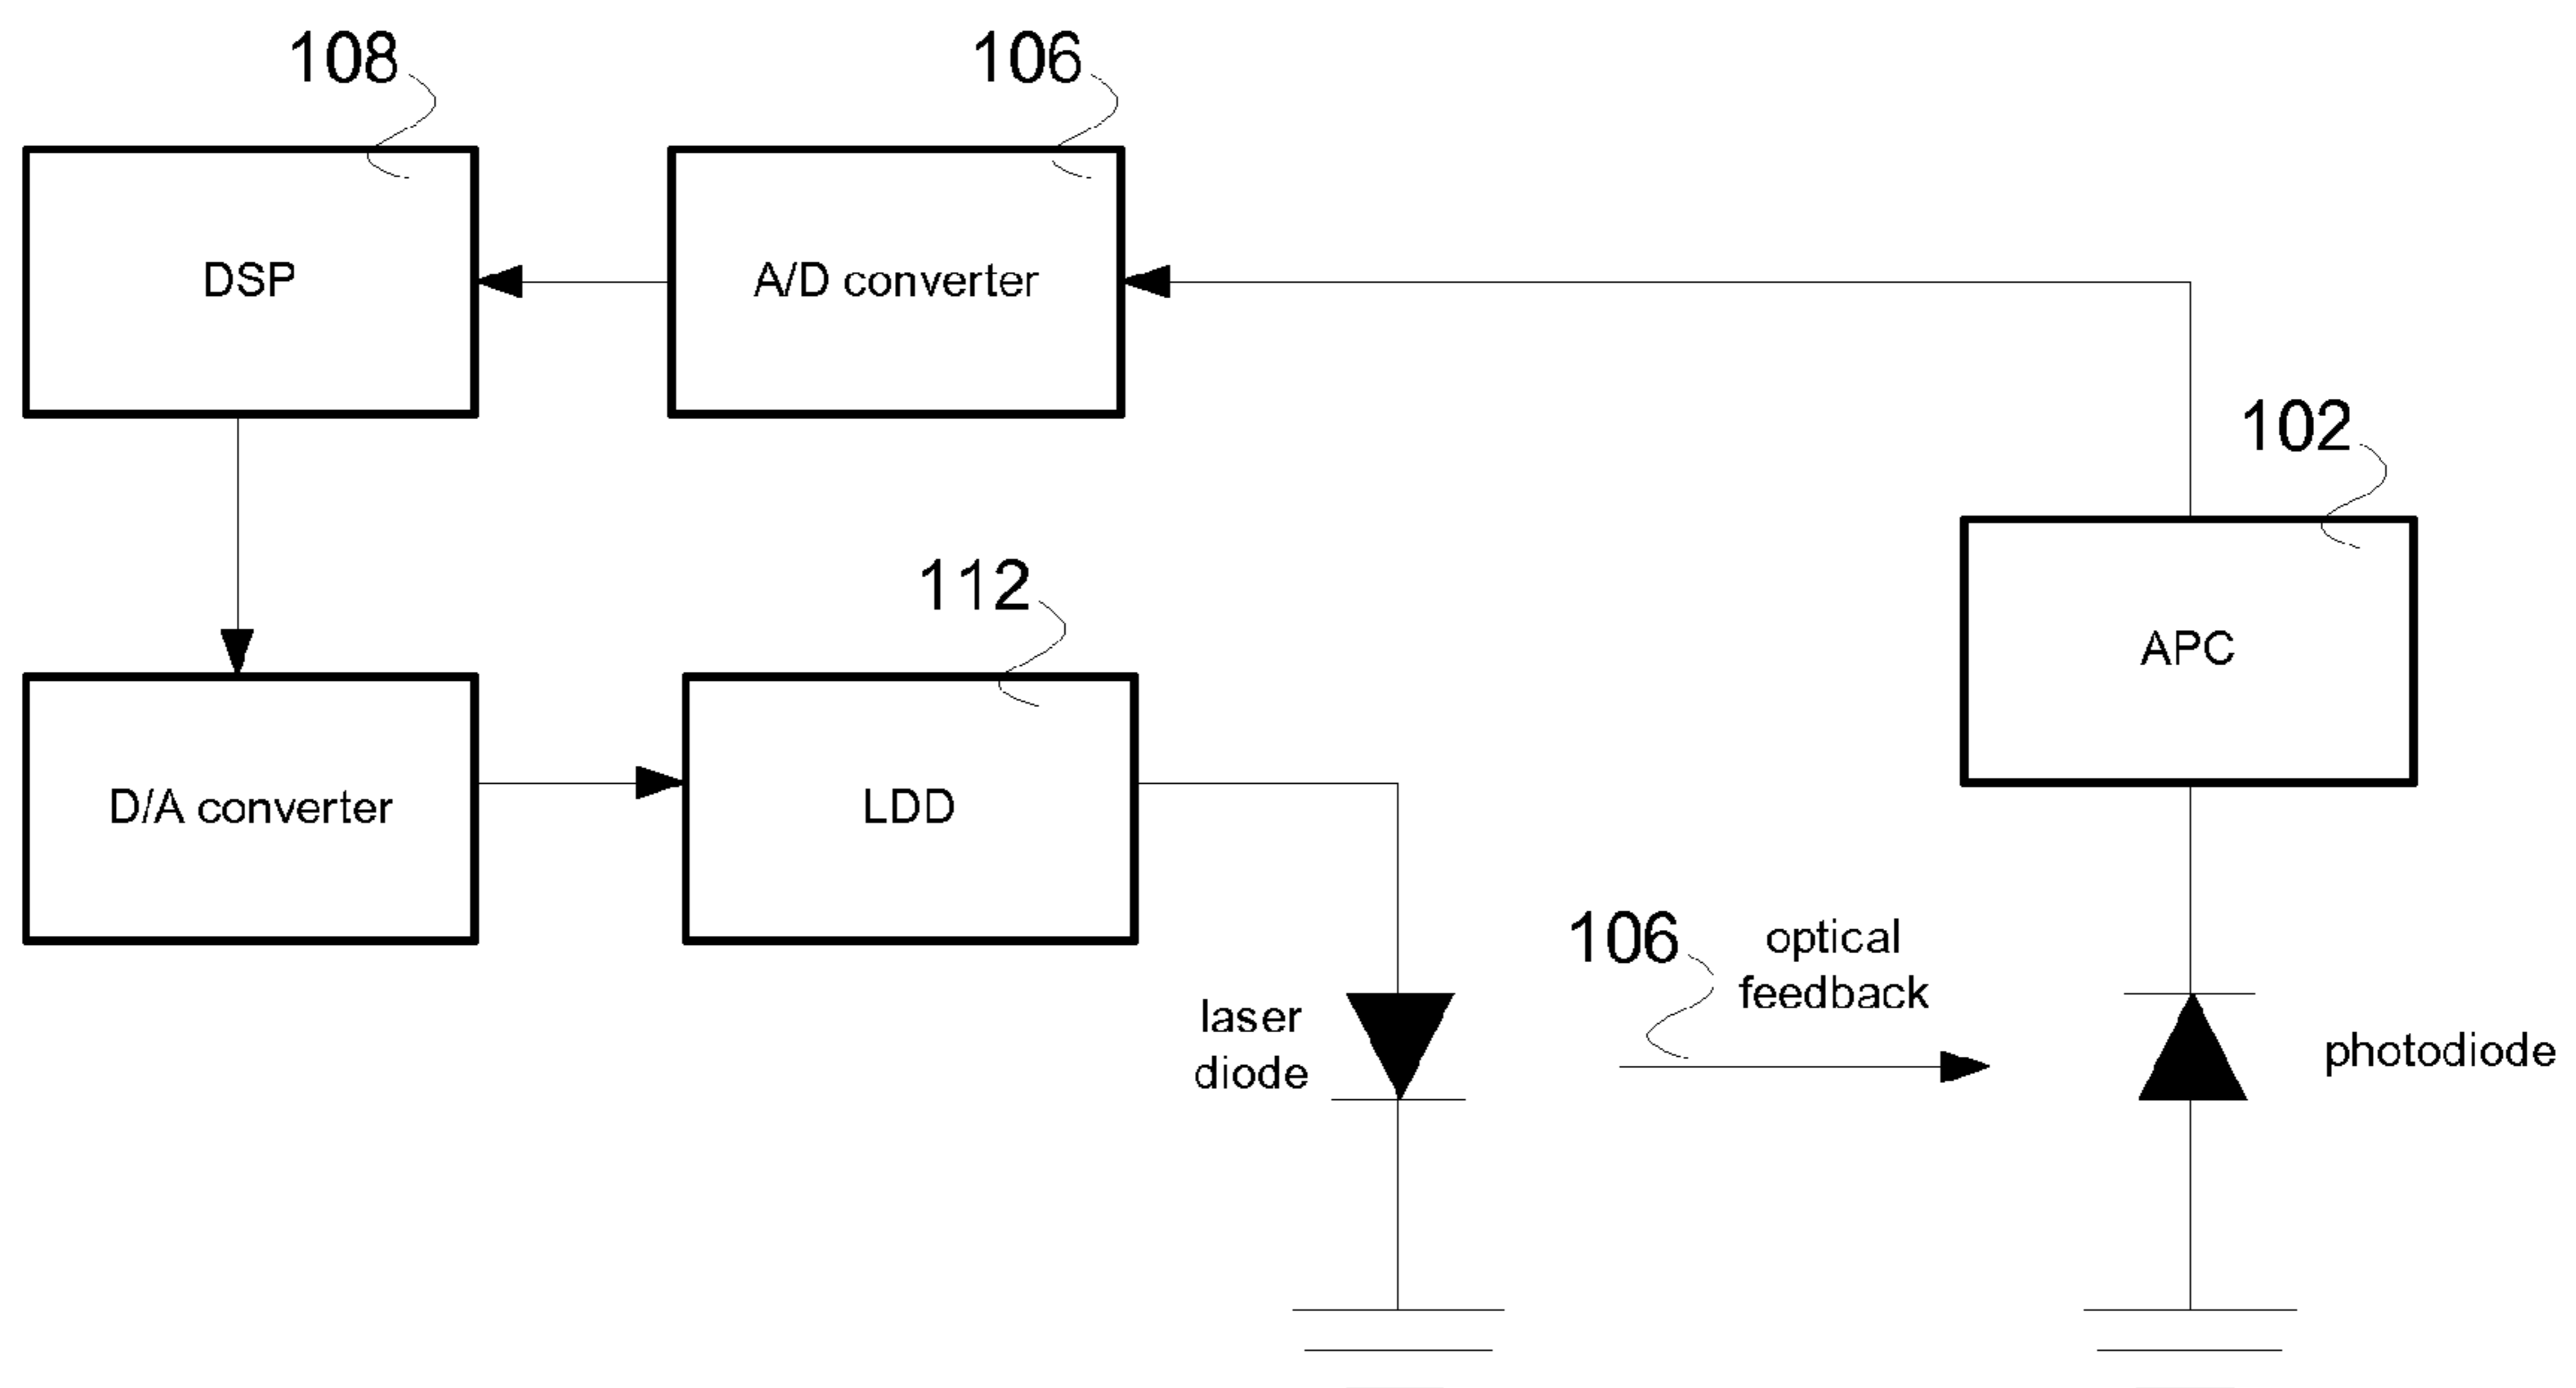 108
106
DSP
A/D converter
102
APC
112
D/A converter
LDD
106
optical
feedback
laser
diode
photodiode